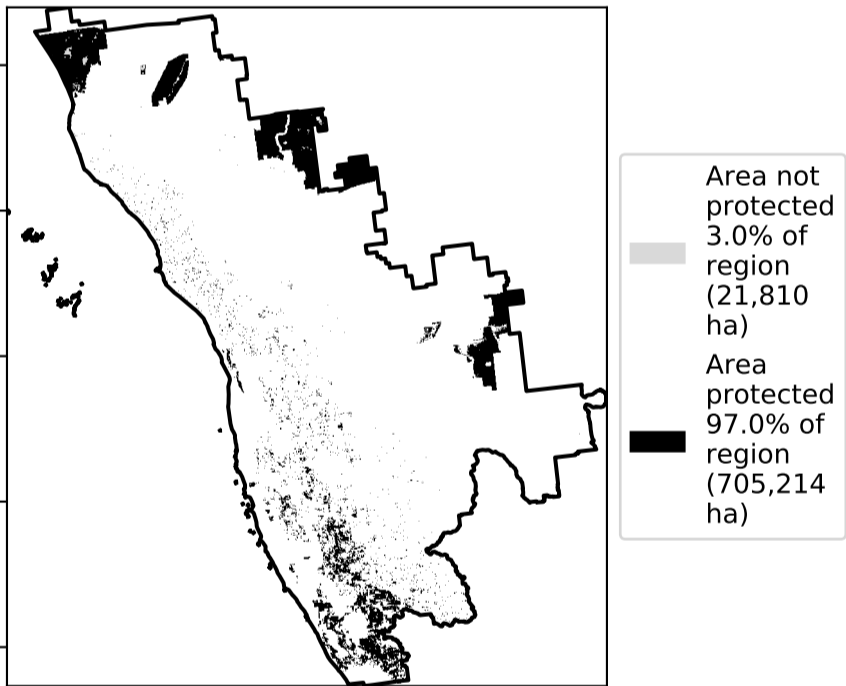 Area not
protected
3.0% of
region
(21,810
ha)
Area
protected
97.0% of
region
(705,214
ha)